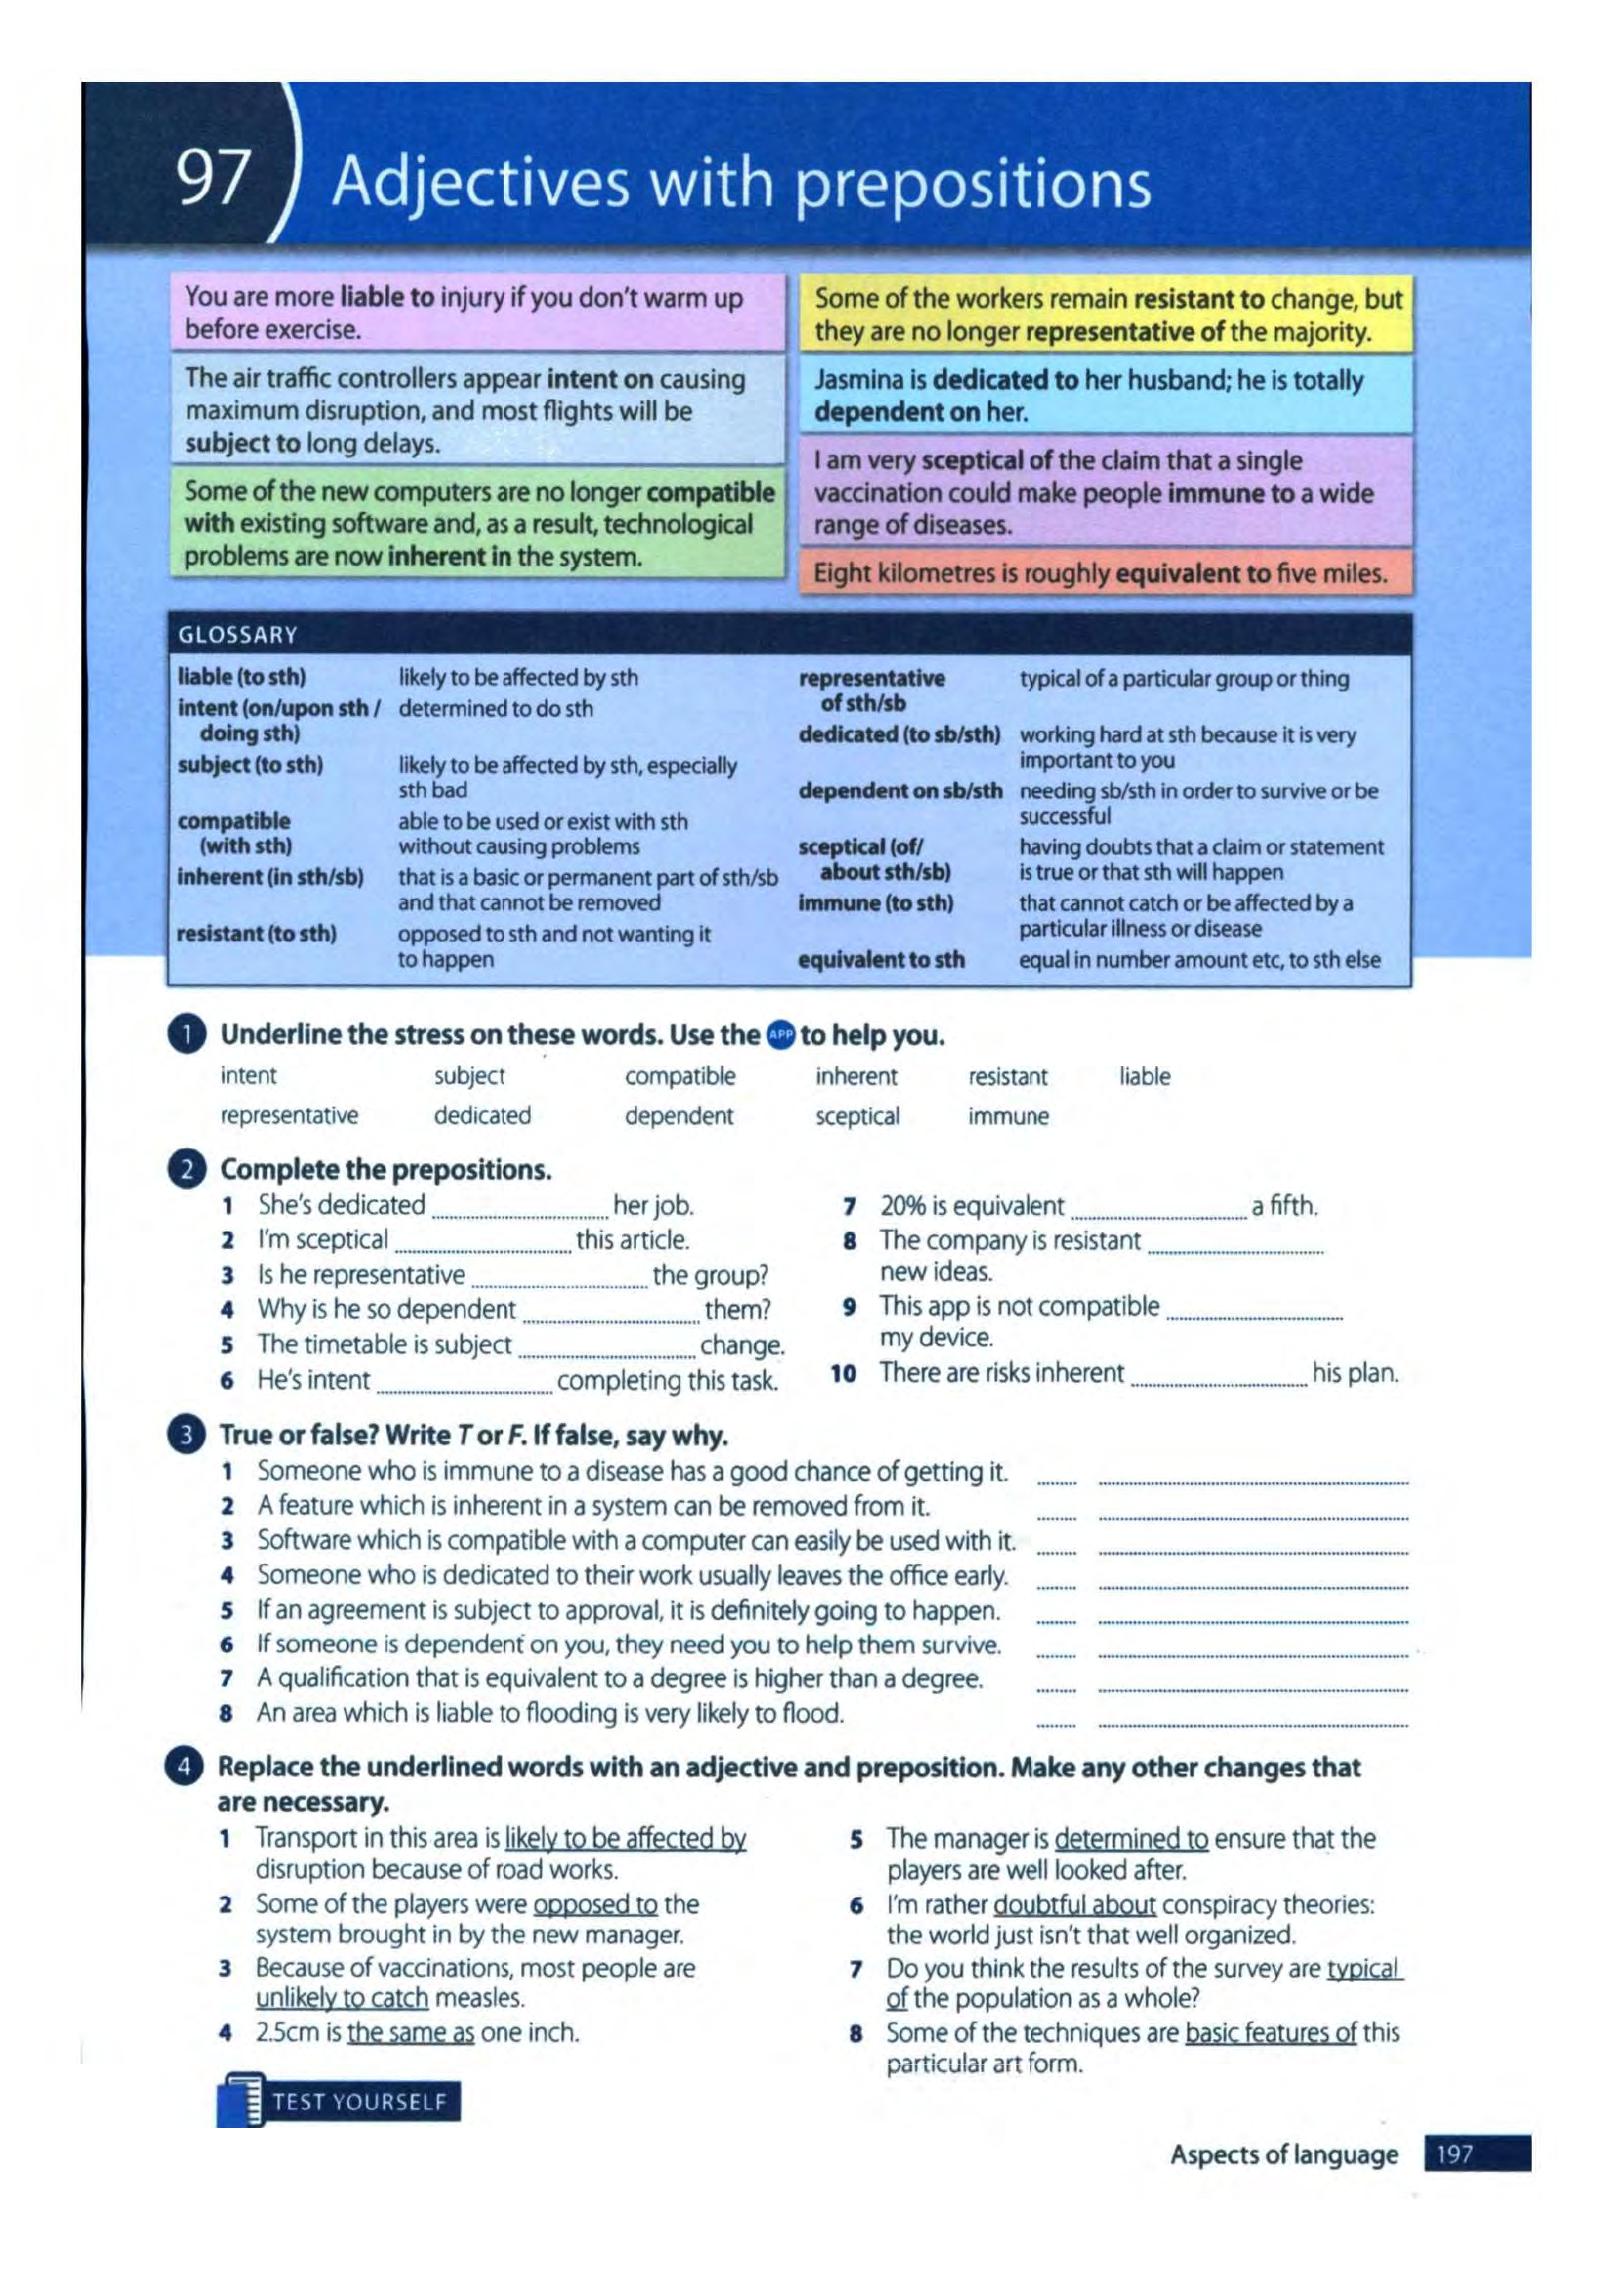 97
Adjectives with prepositions
You are more liable to injury if you don't warm up
before exercise.
The air traffic controllers appear intent on causing
maximum disruption, and most flights will be
subject to long delays.
Some of the new computers are no longer compatible
with existing software and, as a result, technological
problems are now inherent in the system.
Some of the workers remain resistant to change, but
they are no longer representative of the majority.
Jasmina is dedicated to her husband; he is totally
dependent on her.
I am very sceptical of the claim that a single
vaccination could make people immune to a wide
range of diseases.
Eight kilometres is roughly equivalent to five miles.
GLOSSARY
liable (to sth) likely to be affected by sth
intent (on/upon sth / determined to do sth
doing sth)
subject (to sth) likely to be affected by sth, especially
sth bad
compatible able to be used or exist with sth
(with sth) without causing problems
inherent (in sth/sb) that is a basic or permanent part of sth/sb
and that cannot be removed
resistant (to sth) opposed to sth and not wanting it
to happen
representative typical of a particular group or thing
of sth/sb
dedicated (to sb/sth) working hard at sth because it is very
important to you
dependent on sb/sth needing sb/sth in order to survive or be
successful
sceptical (of/ having doubts that a claim or statement
about sth/sb) is true or that sth will happen
immune (to sth) that cannot catch or be affected by a
particular illness or disease
equivalent to sth equal in number amount etc, to sth else
1 Underline the stress on these words. Use the APP to help you.
intent subject compatible inherent resistant liable
representative dedicated dependent sceptical immune
2 Complete the prepositions.
1 She's dedicated ........ her job.
2 I'm sceptical ........ this article.
3 Is he representative ........ the group?
4 Why is he so dependent ........ them?
5 The timetable is subject ........ change.
6 He's intent ........ completing this task.
7 20% is equivalent ........ a fifth.
8 The company is resistant ........
new ideas.
9 This app is not compatible ........
my device.
10 There are risks inherent ........ his plan.
3 True or false? Write T or F. If false, say why.
1 Someone who is immune to a disease has a good chance of getting it. ........ ........
2 A feature which is inherent in a system can be removed from it. ........ ........
3 Software which is compatible with a computer can easily be used with it. ........ ........
4 Someone who is dedicated to their work usually leaves the office early. ........ ........
5 If an agreement is subject to approval, it is definitely going to happen. ........ ........
6 If someone is dependent on you, they need you to help them survive. ........ ........
7 A qualification that is equivalent to a degree is higher than a degree. ........ ........
8 An area which is liable to flooding is very likely to flood. ........ ........
4 Replace the underlined words with an adjective and preposition. Make any other changes that
are necessary.
1 Transport in this area is likely to be affected by
disruption because of road works.
2 Some of the players were opposed to the
system brought in by the new manager.
3 Because of vaccinations, most people are
unlikely to catch measles.
4 2.5cm is the same as one inch.
5 The manager is determined to ensure that the
players are well looked after.
6 I'm rather doubtful about conspiracy theories:
the world just isn't that well organized.
7 Do you think the results of the survey are typical
of the population as a whole?
8 Some of the techniques are basic features of this
particular art form.
TEST YOURSELF
Aspects of language 197